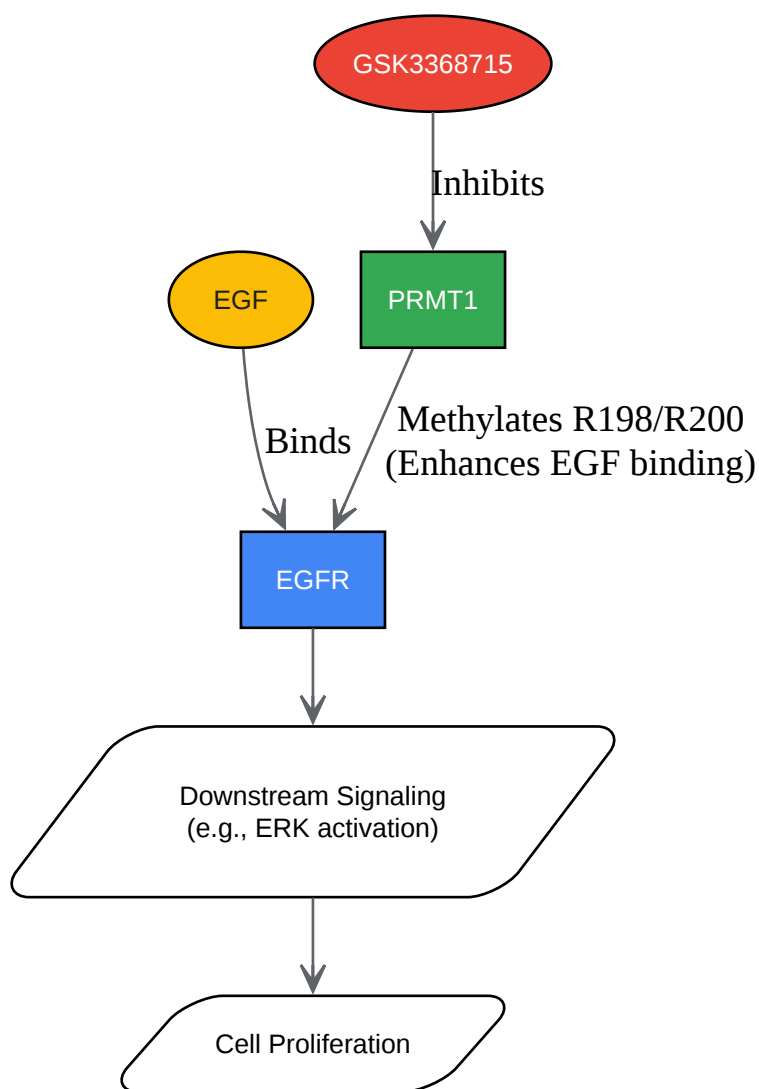 GSK3368715
Inhibits
EGF
PRMT1
Methylates R198/R200
(Enhances EGF binding)
Binds
EGFR
Downstream Signaling
(e.g., ERK activation)
Cell Proliferation